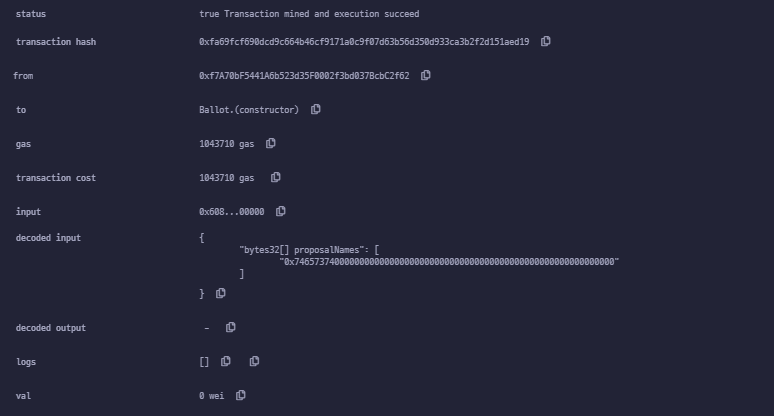 status true Transaction mined and execution succeed
transaction hash 0xfa69fcf690dcd9c664b46cf9171a0c9f07d63b56d350d933ca3b2f2d151aed19
from 0xf7A70bF5441A6b523d35F0002f3bd037BcbC2f62
to Ballot.(constructor)
gas 1043710 gas
transaction cost 1043710 gas
input 0x608...00000
decoded input {
"bytes32[] proposalNames": [
"0x7465737400000000000000000000000000000000000000000000000000000000"
]
}
decoded output -
logs []
val 0 wei